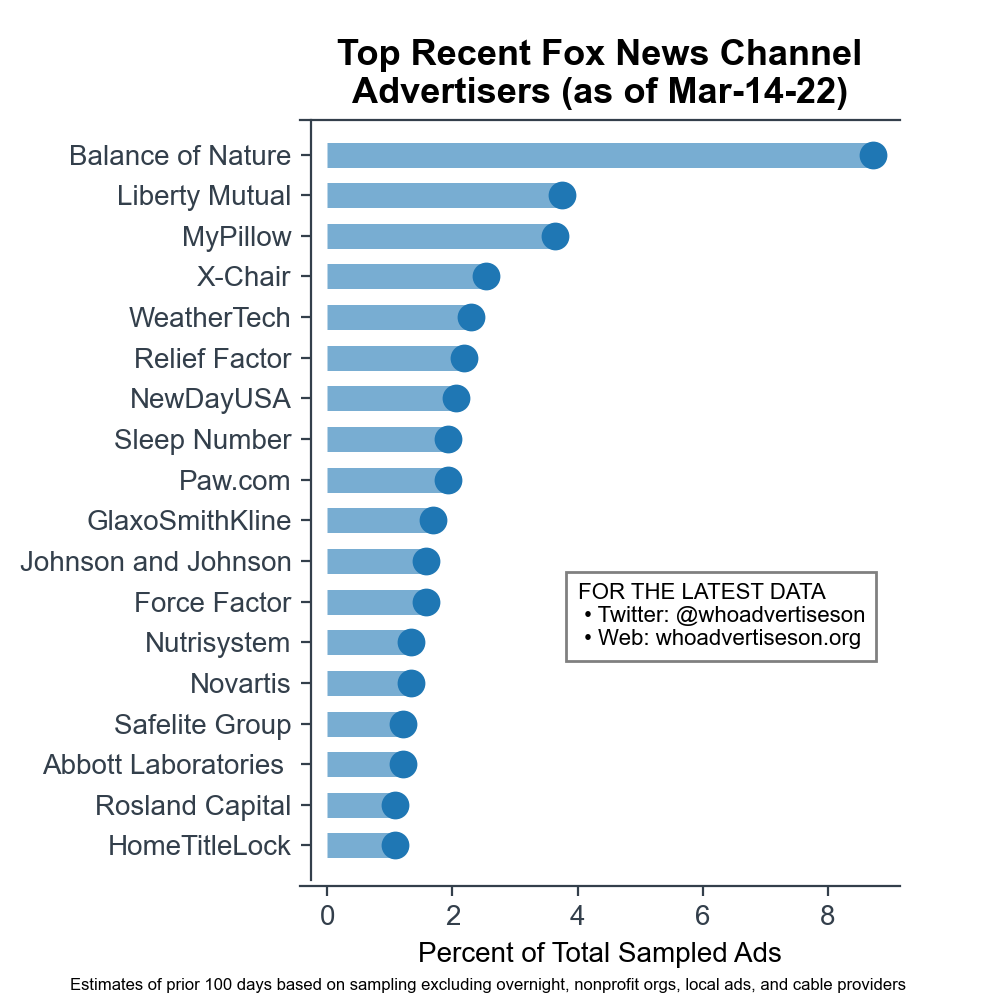 Top Recent Fox News Channel
Advertisers (as of Mar-14-22)
Balance of Nature
Liberty Mutual
MyPillow
X-Chair
WeatherTech
Relief Factor
NewDayUSA
Sleep Number
Paw.com
GlaxoSmithKline
Johnson and Johnson
Force Factor
Nutrisystem
Novartis
Safelite Group
Abbott Laboratories
Rosland Capital
HomeTitleLock
FOR THE LATEST DATA
• Twitter: @whoadvertiseson
• Web: whoadvertiseson.org
0 2 4 6 8
Percent of Total Sampled Ads
Estimates of prior 100 days based on sampling excluding overnight, nonprofit orgs, local ads, and cable providers